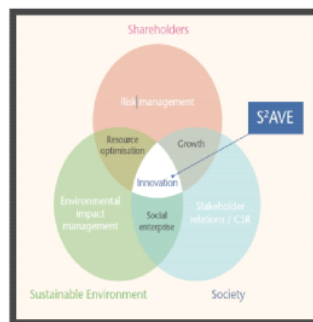 Shareholders
Risk management
S²AVE
Resource
optimisation
Growth
Innovation
Environmental
impact
management
Social
enterprise
Stakeholder
relations / CSR
Sustainable Environment
Society